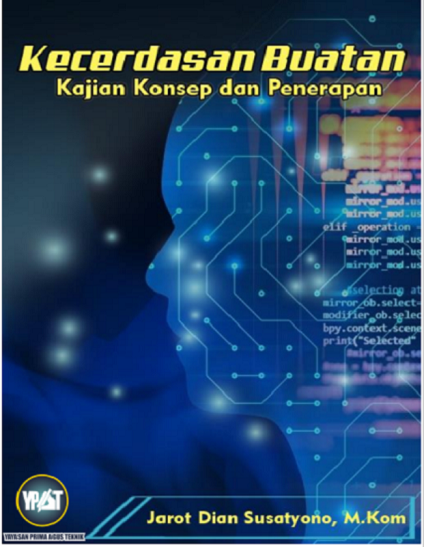 Kecerdasan Buatan
Kajian Konsep dan Penerapan
mirror_mod.us
mirror_mod.us
elif _operation =
mirror_mod.us
mirror_mod.us
mirror_mod.us
selection at
mirror_ob.select=
modifier_ob.selec
bpy.context.scene
print("Selected"
mirror_ob.se
YPAT
YAYASAN PRIMA AGUS TEKNIK
Jarot Dian Susatyono, M.Kom